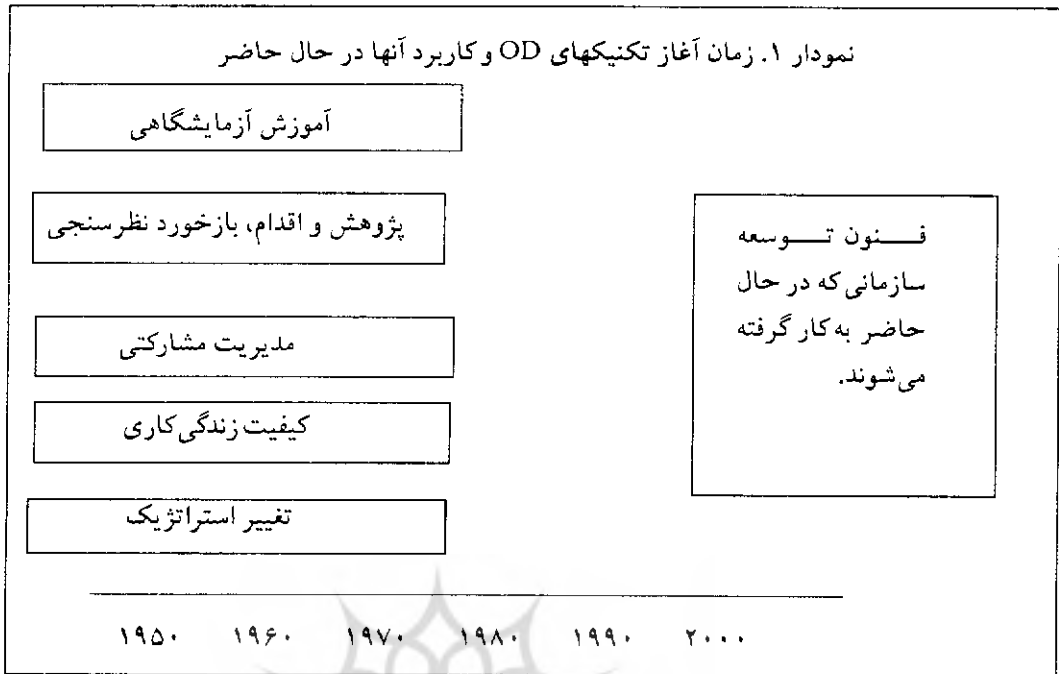 نمودار ۱. زمان آغاز تکنیکهای OD و کاربرد آنها در حال حاضر
آموزش آزمایشگاهی
پژوهش و اقدام، بازخورد نظرسنجی
مدیریت مشارکتی
کیفیت زندگی کاری
تغییر استراتژیک
فـــنون تـــوسعه
سازمانی که در حال
حاضر به کار گرفته
می‌شوند.
۱۹۵۰ ۱۹۶۰ ۱۹۷۰ ۱۹۸۰ ۱۹۹۰ ۲۰۰۰